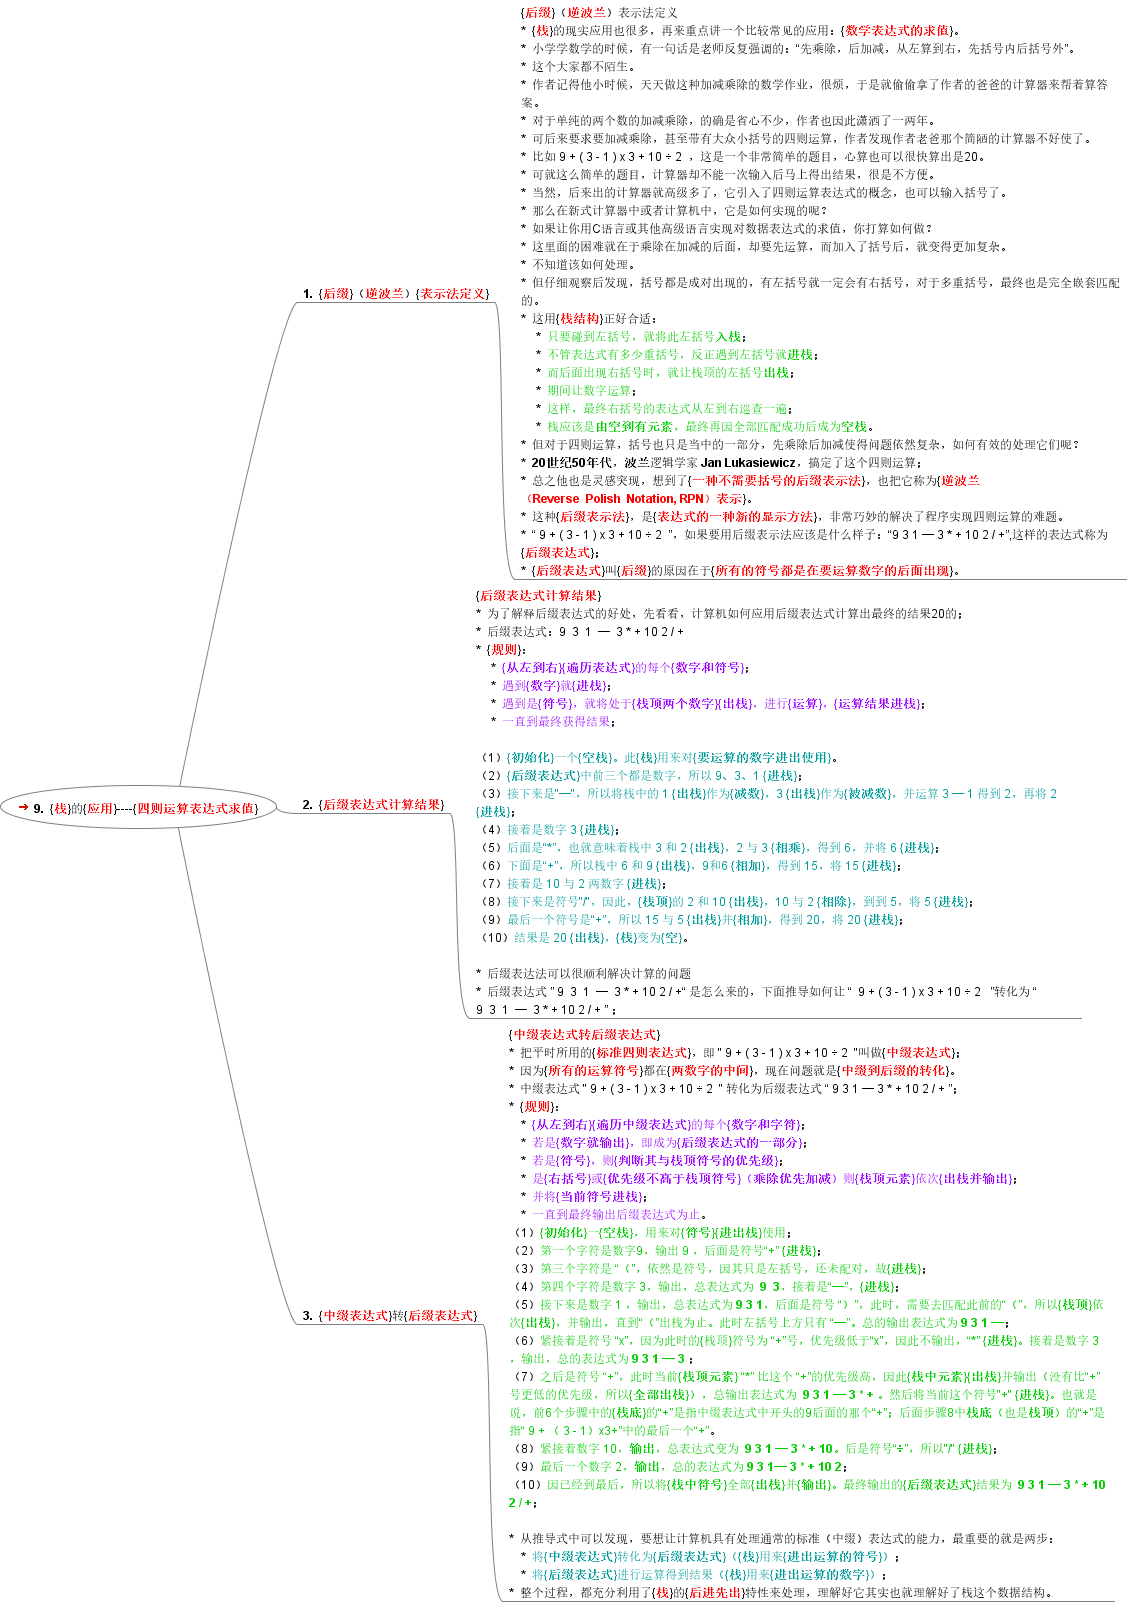 {后缀}（逆波兰）表示法定义
* {栈}的现实应用也很多，再来重点讲一个比较常见的应用：{数学表达式的求值}。
* 小学学数学的时候，有一句话是老师反复强调的：“先乘除，后加减，从左算到右，先括号内后括号外”。
* 这个大家都不陌生。
* 作者记得他小时候，天天做这种加减乘除的数学作业，很烦，于是就偷偷拿了作者的爸爸的计算器来帮着算答
案。
* 对于单纯的两个数的加减乘除，的确是省心不少，作者也因此潇洒了一两年。
* 可后来要求要加减乘除，甚至带有大众小括号的四则运算，作者发现作者老爸那个简陋的计算器不好使了。
* 比如 9 + ( 3 - 1 ) x 3 + 10 ÷ 2 ，这是一个非常简单的题目，心算也可以很快算出是20。
* 可就这么简单的题目，计算器却不能一次输入后马上得出结果，很是不方便。
* 当然，后来出的计算器就高级多了，它引入了四则运算表达式的概念，也可以输入括号了。
* 那么在新式计算器中或者计算机中，它是如何实现的呢？
* 如果让你用C语言或其他高级语言实现对数据表达式的求值，你打算如何做？
* 这里面的困难就在于乘除在加减的后面，却要先运算，而加入了括号后，就变得更加复杂。
* 不知道该如何处理。
* 但仔细观察后发现，括号都是成对出现的，有左括号就一定会有右括号，对于多重括号，最终也是完全嵌套匹配
的。
* 这用{栈结构}正好合适：
* 只要碰到左括号，就将此左括号入栈；
* 不管表达式有多少重括号，反正遇到左括号就进栈；
* 而后面出现右括号时，就让栈顶的左括号出栈；
* 期间让数字运算；
* 这样，最终右括号的表达式从左到右巡查一遍；
* 栈应该是由空到有元素，最终再因全部匹配成功后成为空栈。
* 但对于四则运算，括号也只是当中的一部分，先乘除后加减使得问题依然复杂，如何有效的处理它们呢？
* 20世纪50年代，波兰逻辑学家 Jan Lukasiewicz，搞定了这个四则运算；
* 总之他也是灵感突现，想到了{一种不需要括号的后缀表示法}，也把它称为{逆波兰
（Reverse Polish Notation, RPN）表示}。
* 这种{后缀表示法}，是{表达式的一种新的显示方法}，非常巧妙的解决了程序实现四则运算的难题。
* “ 9 + ( 3 - 1 ) x 3 + 10 ÷ 2 ”，如果要用后缀表示法应该是什么样子：“9 3 1 — 3 * + 10 2 / +”,这样的表达式称为
{后缀表达式}；
* {后缀表达式}叫{后缀}的原因在于{所有的符号都是在要运算数字的后面出现}。
1. {后缀}（逆波兰）{表示法定义}
{后缀表达式计算结果}
* 为了解释后缀表达式的好处，先看看，计算机如何应用后缀表达式计算出最终的结果20的；
* 后缀表达式：9 3 1 — 3 * + 10 2 / +
* {规则}：
* {从左到右}{遍历表达式}的每个{数字和符号}；
* 遇到{数字}就{进栈}；
* 遇到是{符号}，就将处于{栈顶两个数字}{出栈}，进行{运算}，{运算结果进栈}；
* 一直到最终获得结果；
（1）{初始化}一个{空栈}。此{栈}用来对{要运算的数字进出使用}。
（2）{后缀表达式}中前三个都是数字，所以 9、3、1 {进栈}；
（3）接下来是"—"，所以将栈中的 1 {出栈}作为{减数}，3 {出栈}作为{被减数}，并运算 3 — 1 得到 2，再将 2
{进栈}；
（4）接着是数字 3 {进栈}；
（5）后面是“*”，也就意味着栈中 3 和 2 {出栈}，2 与 3 {相乘}，得到 6，并将 6 {进栈}；
（6）下面是“+”，所以栈中 6 和 9 {出栈}，9和6 {相加}，得到 15，将 15 {进栈}；
（7）接着是 10 与 2 两数字 {进栈}；
（8）接下来是符号"/"，因此，{栈顶}的 2 和 10 {出栈}，10 与 2 {相除}，到到 5，将 5 {进栈}；
（9）最后一个符号是“+”，所以 15 与 5 {出栈}并{相加}，得到 20，将 20 {进栈}；
（10）结果是 20 {出栈}，{栈}变为{空}。
* 后缀表达法可以很顺利解决计算的问题
* 后缀表达式 " 9 3 1 — 3 * + 10 2 / +“ 是怎么来的，下面推导如何让 “ 9 + ( 3 - 1 ) x 3 + 10 ÷ 2 ”转化为 “
9 3 1 — 3 * + 10 2 / + ” ；
2. {后缀表达式计算结果}
➔ 9. {栈}的{应用}----{四则运算表达式求值}
{中缀表达式转后缀表达式}
* 把平时所用的{标准四则表达式}，即 " 9 + ( 3 - 1 ) x 3 + 10 ÷ 2 "叫做{中缀表达式}；
* 因为{所有的运算符号}都在{两数字的中间}，现在问题就是{中缀到后缀的转化}。
* 中缀表达式 " 9 + ( 3 - 1 ) x 3 + 10 ÷ 2 " 转化为后缀表达式 “ 9 3 1 — 3 * + 10 2 / + ”；
* {规则}：
* {从左到右}{遍历中缀表达式}的每个{数字和字符}；
* 若是{数字就输出}，即成为{后缀表达式的一部分}；
* 若是{符号}，则{判断其与栈顶符号的优先级}；
* 是{右括号}或{优先级不高于栈顶符号}（乘除优先加减）则{栈顶元素}依次{出栈并输出}；
* 并将{当前符号进栈}；
* 一直到最终输出后缀表达式为止。
（1）{初始化}一{空栈}，用来对{符号}{进出栈}使用；
（2）第一个字符是数字9，输出 9 ，后面是符号“+” {进栈}；
（3）第三个字符是 “（”，依然是符号，因其只是左括号，还未配对，故{进栈}；
（4）第四个字符是数字 3，输出，总表达式为 9 3，接着是“—”，{进栈}；
（5）接下来是数字 1 ，输出，总表达式为 9 3 1，后面是符号 “）”，此时，需要去匹配此前的 “（”，所以{栈顶}依
次{出栈}，并输出，直到“（”出栈为止。此时左括号上方只有 “—”。总的输出表达式为 9 3 1 —；
（6）紧接着是符号 “x”，因为此时的{栈顶}符号为 “+”号，优先级低于“x”，因此不输出，“*” {进栈}。接着是数字 3
，输出，总的表达式为 9 3 1 — 3 ；
（7）之后是符号 “+”，此时当前{栈顶元素} “*” 比这个 “+”的优先级高，因此{栈中元素}{出栈}并输出（没有比“+”
号更低的优先级，所以{全部出栈}），总输出表达式为 9 3 1 — 3 * + 。然后将当前这个符号"+" {进栈}。也就是
说，前6个步骤中的{栈底}的“+”是指中缀表达式中开头的9后面的那个“+”；后面步骤8中栈底（也是栈顶）的“+”是
指“ 9 + （ 3 - 1）x3+”中的最后一个“+”。
（8）紧接着数字 10，输出，总表达式变为 9 3 1 — 3 * + 10。后是符号“÷”，所以"/" {进栈}；
（9）最后一个数字 2，输出，总的表达式为 9 3 1— 3 * + 10 2；
（10）因已经到最后，所以将{栈中符号}全部{出栈}并{输出}。最终输出的{后缀表达式}结果为 9 3 1 — 3 * + 10
2 / +；
* 从推导式中可以发现，要想让计算机具有处理通常的标准（中缀）表达式的能力，最重要的就是两步：
* 将{中缀表达式}转化为{后缀表达式}（{栈}用来{进出运算的符号}）；
* 将{后缀表达式}进行运算得到结果（{栈}用来{进出运算的数字}）；
* 整个过程，都充分利用了{栈}的{后进先出}特性来处理，理解好它其实也就理解好了栈这个数据结构。
3. {中缀表达式}转{后缀表达式}